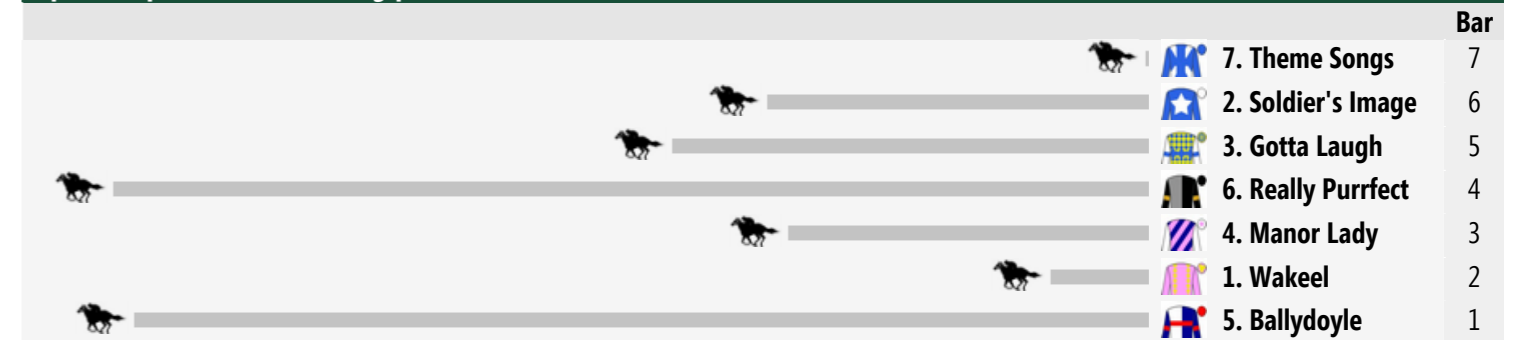 Bar
7. Theme Songs 7
2. Soldier's Image 6
3. Gotta Laugh 5
6. Really Purrfect 4
4. Manor Lady 3
1. Wakeel 2
5. Ballydoyle 1